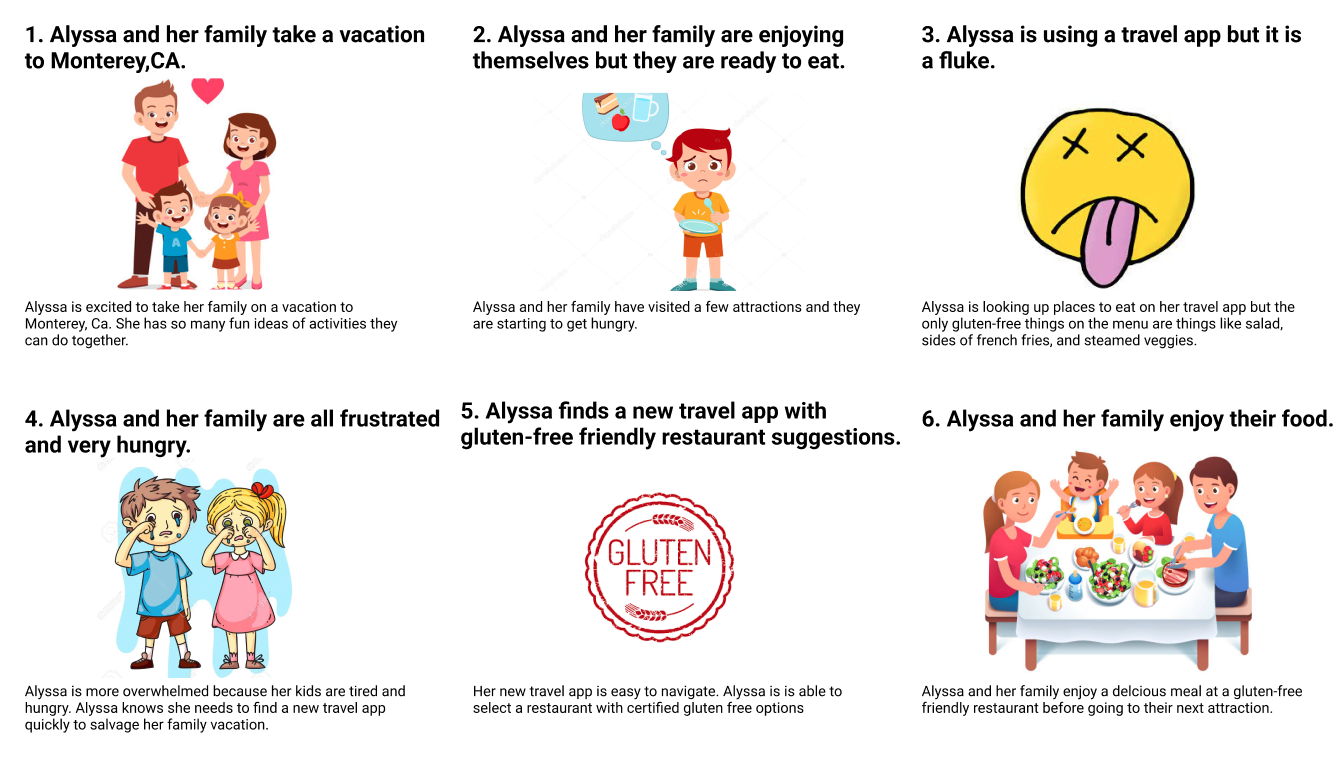 1. Alyssa and her family take a vacation
to Monterey,CA.
A
Alyssa is excited to take her family on a vacation to
Monterey, Ca. She has so many fun ideas of activities they
can do together.
2. Alyssa and her family are enjoying
themselves but they are ready to eat.
Alyssa and her family have visited a few attractions and they
are starting to get hungry.
3. Alyssa is using a travel app but it is
a fluke.
Alyssa is looking up places to eat on her travel app but the
only gluten-free things on the menu are things like salad,
sides of french fries, and steamed veggies.
4. Alyssa and her family are all frustrated
and very hungry.
Alyssa is more overwhelmed because her kids are tired and
hungry. Alyssa knows she needs to find a new travel app
quickly to salvage her family vacation.
5. Alyssa finds a new travel app with
gluten-free friendly restaurant suggestions.
GLUTEN
FREE
Her new travel app is easy to navigate. Alyssa is is able to
select a restaurant with certified gluten free options
6. Alyssa and her family enjoy their food.
Alyssa and her family enjoy a delcious meal at a gluten-free
friendly restaurant before going to their next attraction.